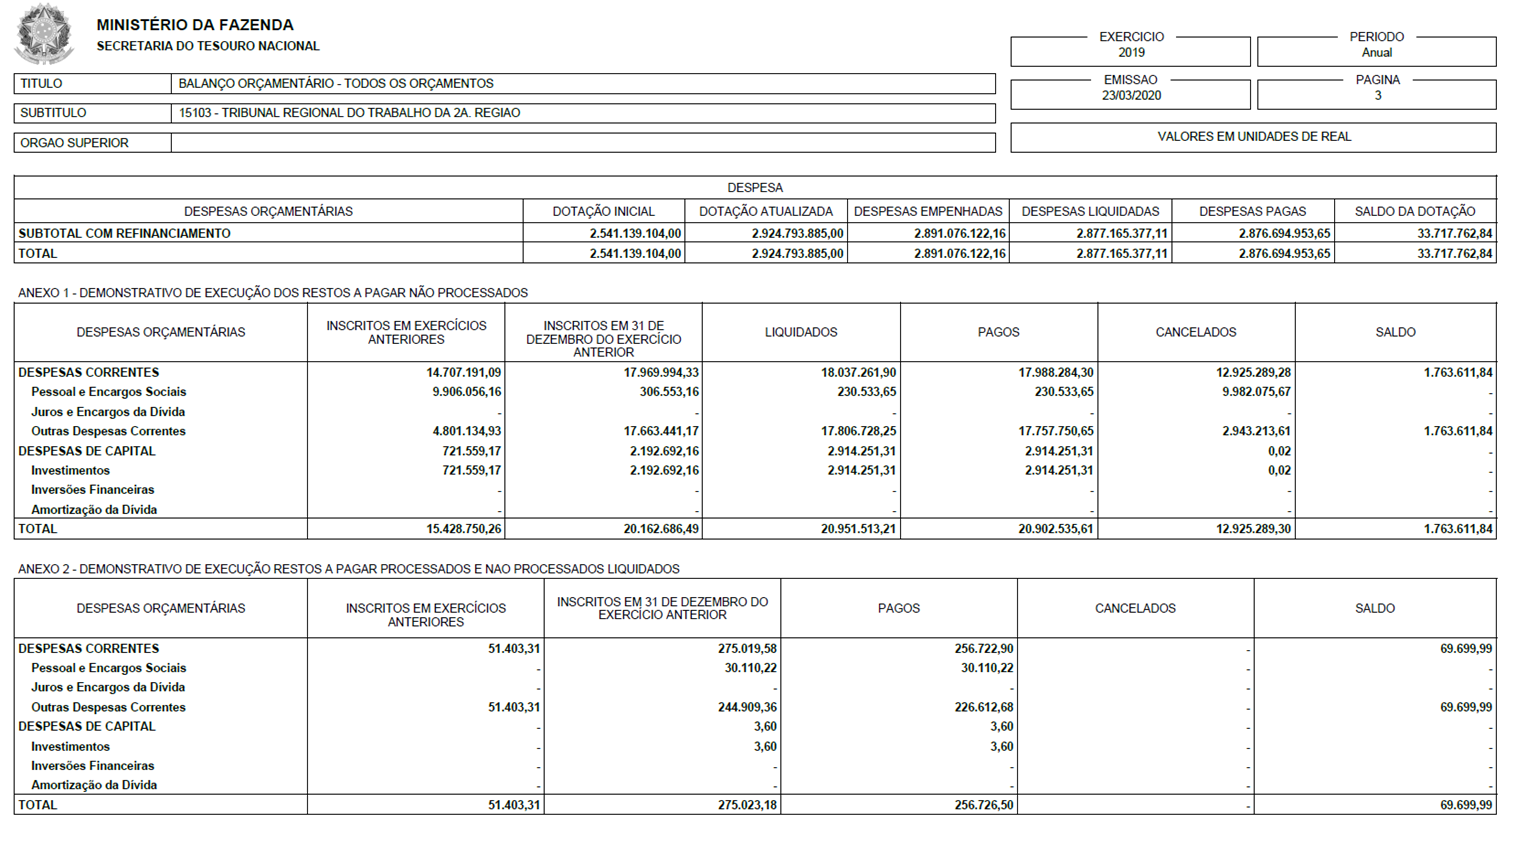 MINISTÉRIO DA FAZENDA
SECRETARIA DO TESOURO NACIONAL
EXERCICIO
2019
PERIODO
Anual
TITULO BALANÇO ORÇAMENTÁRIO - TODOS OS ORÇAMENTOS
EMISSAO
23/03/2020
PAGINA
3
SUBTITULO 15103 - TRIBUNAL REGIONAL DO TRABALHO DA 2A. REGIAO
ORGAO SUPERIOR
VALORES EM UNIDADES DE REAL
DESPESA
DESPESAS ORÇAMENTÁRIAS DOTAÇÃO INICIAL DOTAÇÃO ATUALIZADA DESPESAS EMPENHADAS DESPESAS LIQUIDADAS DESPESAS PAGAS SALDO DA DOTAÇÃO
SUBTOTAL COM REFINANCIAMENTO 2.541.139.104,00 2.924.793.885,00 2.891.076.122,16 2.877.165.377,11 2.876.694.953,65 33.717.762,84
TOTAL 2.541.139.104,00 2.924.793.885,00 2.891.076.122,16 2.877.165.377,11 2.876.694.953,65 33.717.762,84
ANEXO 1 - DEMONSTRATIVO DE EXECUÇÃO DOS RESTOS A PAGAR NÃO PROCESSADOS
DESPESAS ORÇAMENTÁRIAS
INSCRITOS EM EXERCÍCIOS
ANTERIORES
INSCRITOS EM 31 DE
DEZEMBRO DO EXERCÍCIO
ANTERIOR
LIQUIDADOS
PAGOS
CANCELADOS
SALDO
DESPESAS CORRENTES 14.707.191,09 17.969.994,33 18.037.261,90 17.988.284,30 12.925.289,28 1.763.611,84
Pessoal e Encargos Sociais 9.906.056,16 306.553,16 230.533,65 230.533,65 9.982.075,67 -
Juros e Encargos da Dívida - - - - - -
Outras Despesas Correntes 4.801.134,93 17.663.441,17 17.806.728,25 17.757.750,65 2.943.213,61 1.763.611,84
DESPESAS DE CAPITAL 721.559,17 2.192.692,16 2.914.251,31 2.914.251,31 0,02 -
Investimentos 721.559,17 2.192.692,16 2.914.251,31 2.914.251,31 0,02 -
Inversões Financeiras - - - - - -
Amortização da Dívida - - - - - -
TOTAL 15.428.750,26 20.162.686,49 20.951.513,21 20.902.535,61 12.925.289,30 1.763.611,84
ANEXO 2 - DEMONSTRATIVO DE EXECUÇÃO RESTOS A PAGAR PROCESSADOS E NAO PROCESSADOS LIQUIDADOS
DESPESAS ORÇAMENTÁRIAS
INSCRITOS EM EXERCÍCIOS
ANTERIORES
INSCRITOS EM 31 DE DEZEMBRO DO
EXERCÍCIO ANTERIOR
PAGOS
CANCELADOS
SALDO
DESPESAS CORRENTES 51.403,31 275.019,58 256.722,90 - 69.699,99
Pessoal e Encargos Sociais - 30.110,22 30.110,22 - -
Juros e Encargos da Dívida - - - - -
Outras Despesas Correntes 51.403,31 244.909,36 226.612,68 - 69.699,99
DESPESAS DE CAPITAL - 3,60 3,60 - -
Investimentos - 3,60 3,60 - -
Inversões Financeiras - - - - -
Amortização da Dívida - - - - -
TOTAL 51.403,31 275.023,18 256.726,50 - 69.699,99